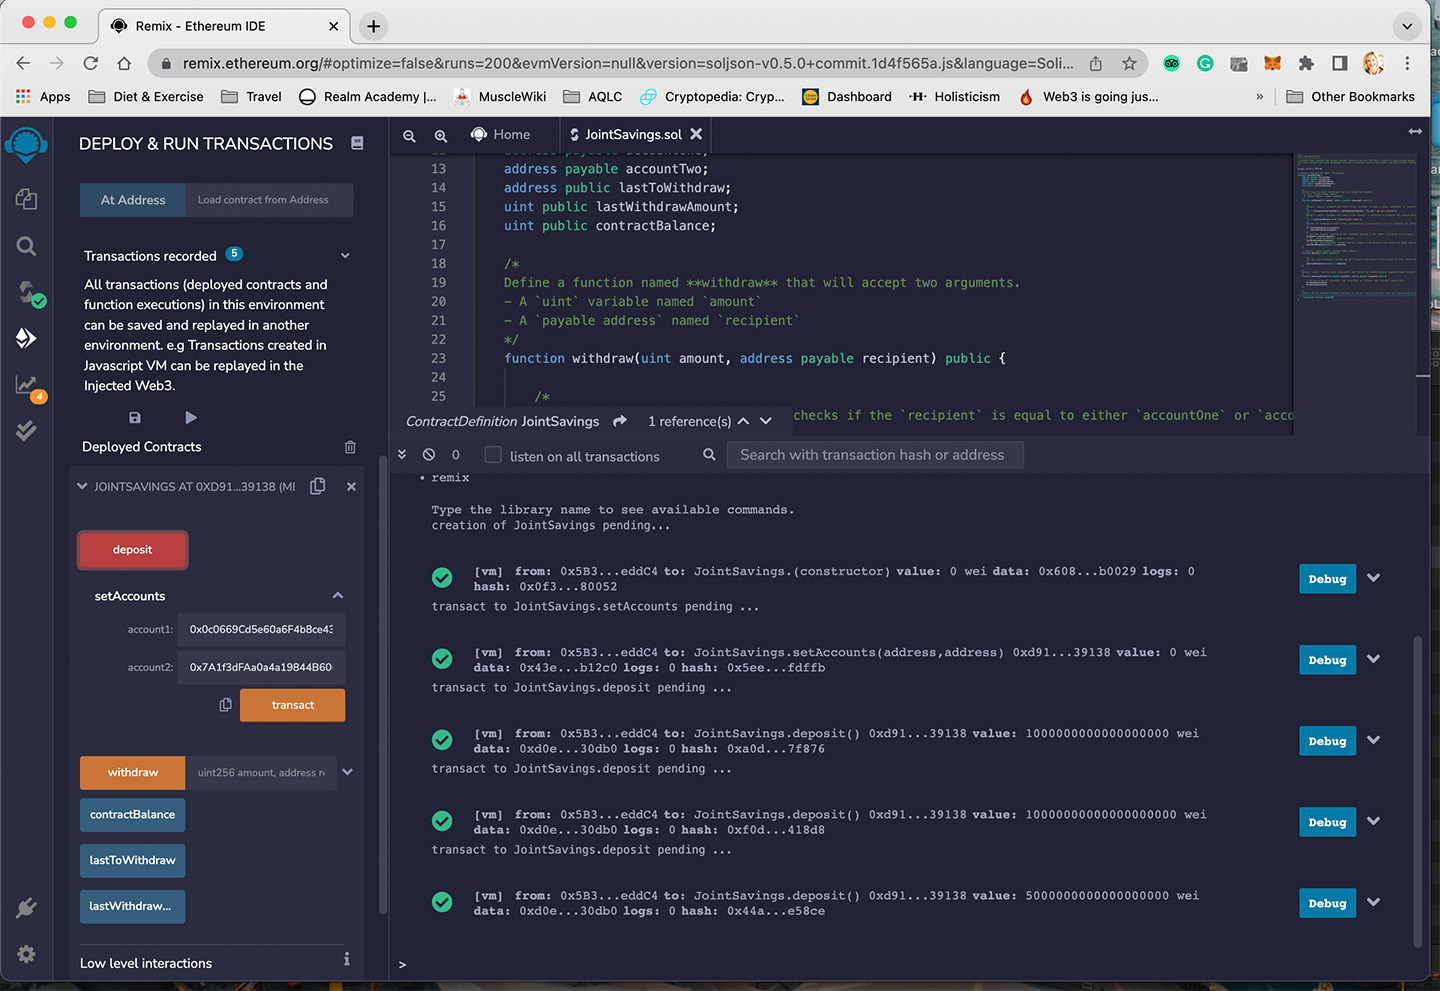 Remix - Ethereum IDE
remix.ethereum.org/#optimize=false&runs=200&evmVersion=null&version=soljson-v0.5.0+commit.1d4f565a.js&language=Soli...
Apps Diet & Exercise Travel Realm Academy |... MuscleWiki AQLC Cryptopedia: Cryp... Dashboard ·H· Holisticism Web3 is going jus... » Other Bookmarks
DEPLOY & RUN TRANSACTIONS
At Address Load contract from Address
Transactions recorded 5
All transactions (deployed contracts and
function executions) in this environment
can be saved and replayed in another
environment. e.g Transactions created in
Javascript VM can be replayed in the
Injected Web3.
4
Deployed Contracts
JOINTSAVINGS AT 0XD91...39138 (ME
deposit
setAccounts
account1: 0x0c0669Cd5e60a6F4b8ce43
account2: 0x7A1f3dFAa0a4a19844B60
transact
withdraw uint256 amount, address re
contractBalance
lastToWithdraw
lastWithdraw...
Low level interactions
Home JointSavings.sol
13 address payable accountTwo;
14 address public lastToWithdraw;
15 uint public lastWithdrawAmount;
16 uint public contractBalance;
17
18 /*
19 Define a function named **withdraw** that will accept two arguments.
20 - A `uint` variable named `amount`
21 - A `payable address` named `recipient`
22 */
23 function withdraw(uint amount, address payable recipient) public {
24
25 /*
checks if the `recipient` is equal to either `accountOne` or `acco
ContractDefinition JointSavings 1 reference(s)
0 listen on all transactions Search with transaction hash or address
• remix
Type the library name to see available commands.
creation of JointSavings pending...
[vm] from: 0x5B3...eddC4 to: JointSavings.(constructor) value: 0 wei data: 0x608...b0029 logs: 0
hash: 0x0f3...80052
Debug
transact to JointSavings.setAccounts pending ...
[vm] from: 0x5B3...eddC4 to: JointSavings.setAccounts(address,address) 0xd91...39138 value: 0 wei
data: 0x43e...b12c0 logs: 0 hash: 0x5ee...fdffb
Debug
transact to JointSavings.deposit pending ...
[vm] from: 0x5B3...eddC4 to: JointSavings.deposit() 0xd91...39138 value: 1000000000000000000 wei
data: 0xd0e...30db0 logs: 0 hash: 0xa0d...7f876
Debug
transact to JointSavings.deposit pending ...
[vm] from: 0x5B3...eddC4 to: JointSavings.deposit() 0xd91...39138 value: 10000000000000000000 wei
data: 0xd0e...30db0 logs: 0 hash: 0xf0d...418d8
Debug
transact to JointSavings.deposit pending ...
[vm] from: 0x5B3...eddC4 to: JointSavings.deposit() 0xd91...39138 value: 5000000000000000000 wei
data: 0xd0e...30db0 logs: 0 hash: 0x44a...e58ce
Debug
>